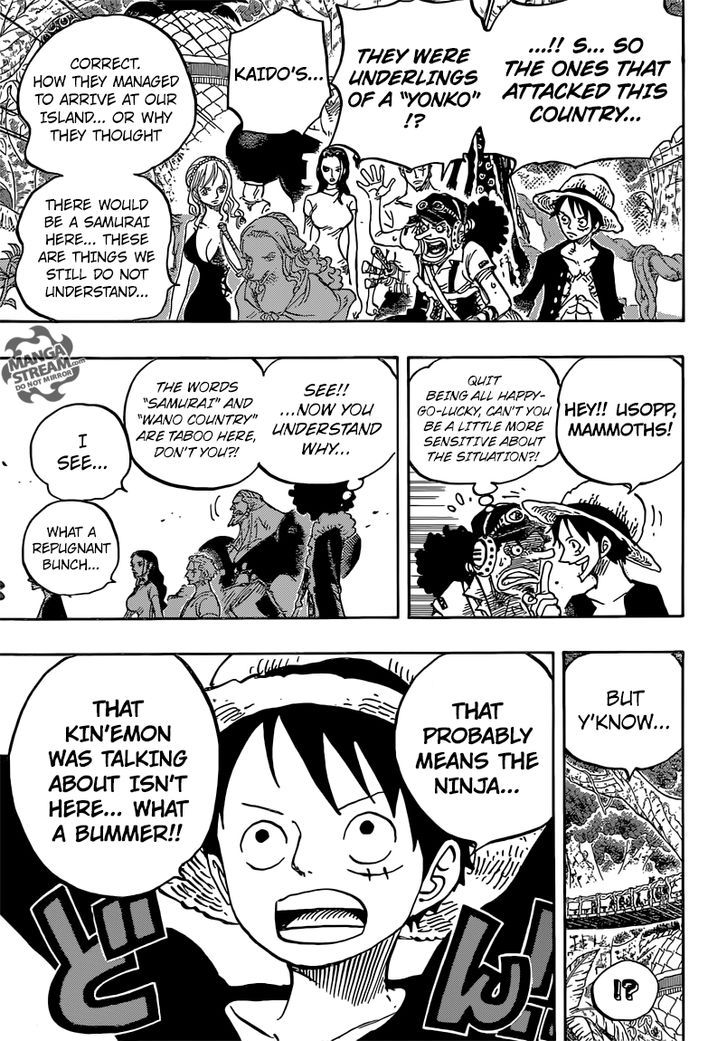 ...!! S... SO
THE ONES THAT
ATTACKED THIS
COUNTRY...
THEY WERE
UNDERLINGS
OF A "YONKO"
!?
KAIDO'S...
CORRECT.
HOW THEY MANAGED
TO ARRIVE AT OUR
ISLAND... OR WHY
THEY THOUGHT
THERE WOULD
BE A SAMURAI
HERE... THESE
ARE THINGS WE
STILL DO NOT
UNDERSTAND...
MANGA
STREAM.com
DO NOT MIRROR
HEY!! USOPP,
MAMMOTHS!
QUIT
BEING ALL HAPPY-
GO-LUCKY, CAN'T YOU
BE A LITTLE MORE
SENSITIVE ABOUT
THE SITUATION?!
SEE!!
...NOW YOU
UNDERSTAND
WHY...
THE WORDS
"SAMURAI" AND
"WANO COUNTRY"
ARE TABOO HERE,
DON'T YOU?!
I
SEE...
WHAT A
REPUGNANT
BUNCH...
BUT
Y'KNOW...
!?
THAT
PROBABLY
MEANS THE
NINJA...
THAT
KIN'EMON
WAS TALKING
ABOUT ISN'T
HERE... WHAT
A BUMMER!!
どん!!